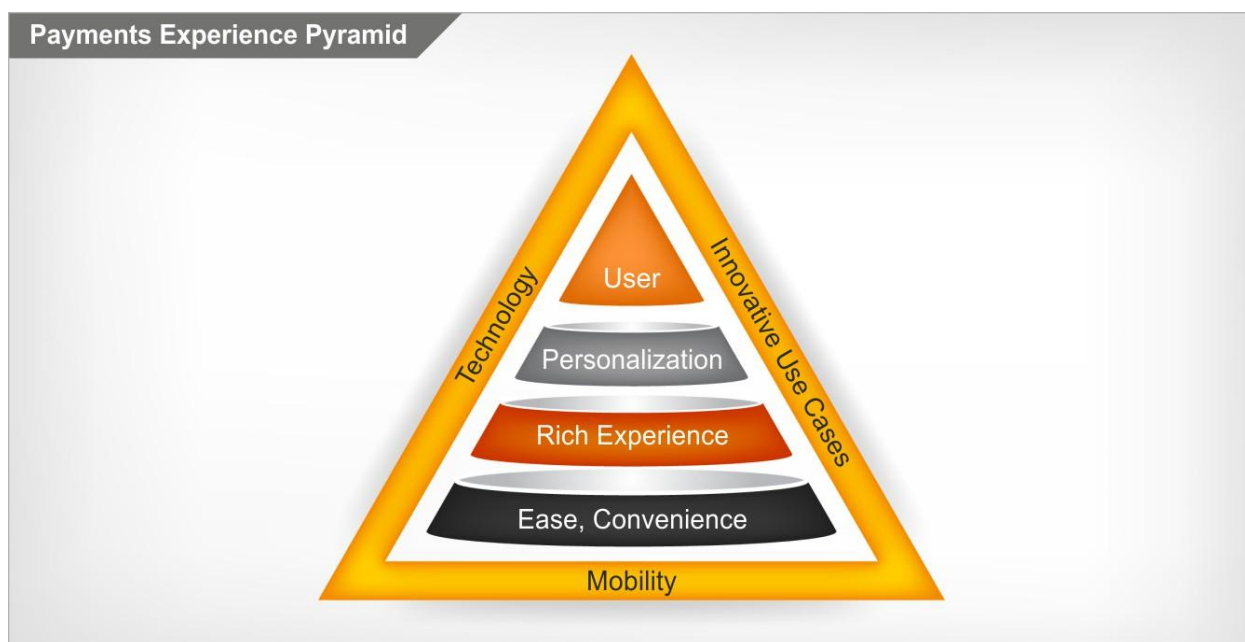 Payments Experience Pyramid
Technology
Innovative Use Cases
User
Personalization
Rich Experience
Ease, Convenience
Mobility